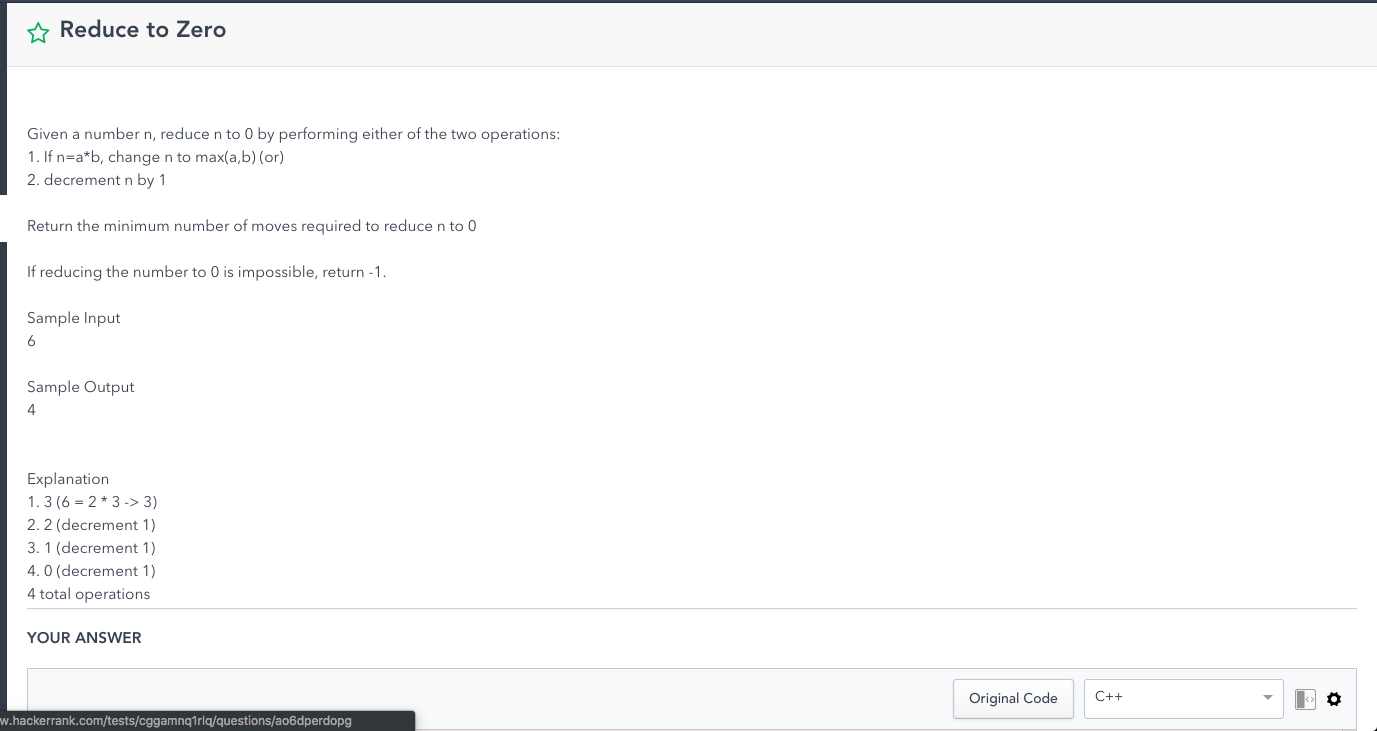 Reduce to Zero
Given a number n, reduce n to 0 by performing either of the two operations:
1. If n=a*b, change n to max(a,b) (or)
2. decrement n by 1
Return the minimum number of moves required to reduce n to 0
If reducing the number to 0 is impossible, return -1.
Sample Input
6
Sample Output
4
Explanation
1. 3 (6 = 2 * 3 -> 3)
2. 2 (decrement 1)
3. 1 (decrement 1)
4. 0 (decrement 1)
4 total operations
YOUR ANSWER
Original Code
C++
w.hackerrank.com/tests/cggamnq1rlq/questions/ao6dperdopg